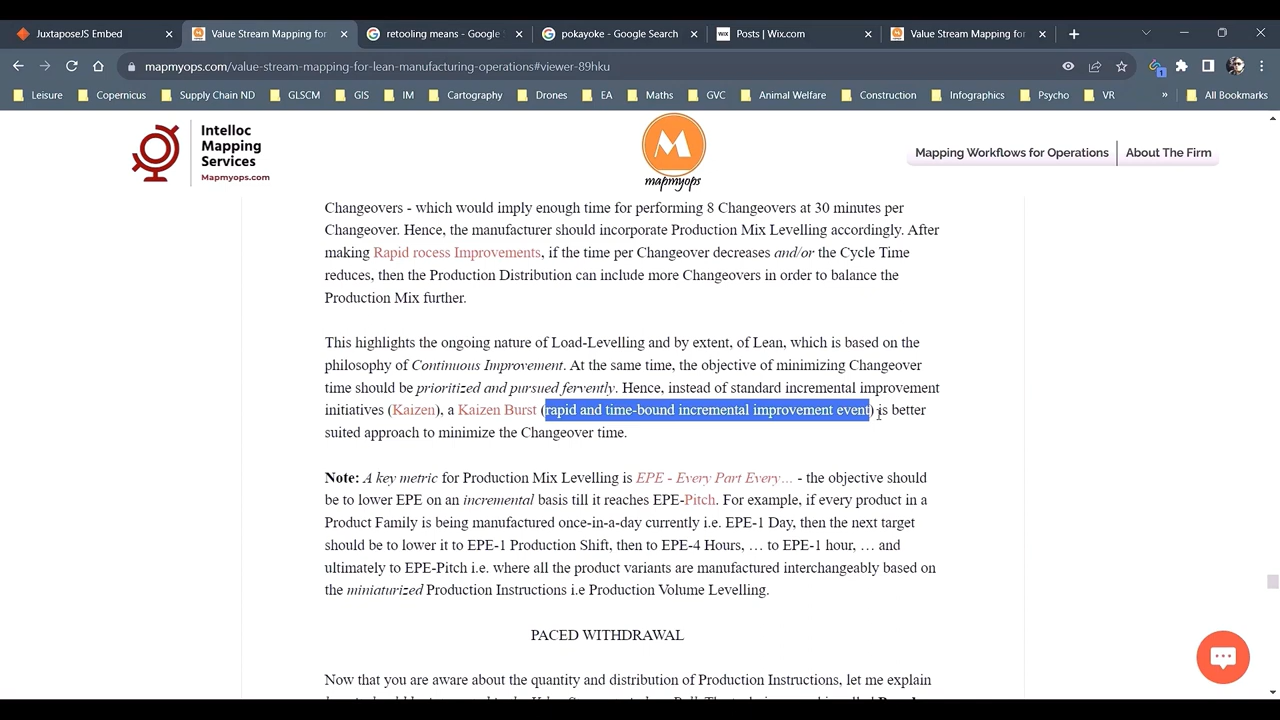 JuxtaposeJS Embed
Value Stream Mapping for
retooling means - Google
pokayoke - Google Search
WIX
Posts | Wix.com
Value Stream Mapping for
mapmyops.com/value-stream-mapping-for-lean-manufacturing-operations#viewer-89hku
1
Leisure
Copernicus
Supply Chain ND
GLSCM
GIS
IM
Cartography
Drones
EA
Maths
GVC
Animal Welfare
Construction
Infographics
Psycho
VR
»
All Bookmarks
Intelloc
Mapping
Services
Mapmyops.com
M
mapmyops
Mapping Workflows for Operations
About The Firm
Changeovers - which would imply enough time for performing 8 Changeovers at 30 minutes per
Changeover. Hence, the manufacturer should incorporate Production Mix Levelling accordingly. After
making Rapid rocess Improvements, if the time per Changeover decreases and/or the Cycle Time
reduces, then the Production Distribution can include more Changeovers in order to balance the
Production Mix further.
This highlights the ongoing nature of Load-Levelling and by extent, of Lean, which is based on the
philosophy of Continuous Improvement. At the same time, the objective of minimizing Changeover
time should be prioritized and pursued fervently. Hence, instead of standard incremental improvement
initiatives (Kaizen), a Kaizen Burst (rapid and time-bound incremental improvement event) is better
suited approach to minimize the Changeover time.
Note: A key metric for Production Mix Levelling is EPE - Every Part Every... - the objective should
be to lower EPE on an incremental basis till it reaches EPE-Pitch. For example, if every product in a
Product Family is being manufactured once-in-a-day currently i.e. EPE-1 Day, then the next target
should be to lower it to EPE-1 Production Shift, then to EPE-4 Hours, … to EPE-1 hour, … and
ultimately to EPE-Pitch i.e. where all the product variants are manufactured interchangeably based on
the miniaturized Production Instructions i.e Production Volume Levelling.
PACED WITHDRAWAL
Now that you are aware about the quantity and distribution of Production Instructions, let me explain